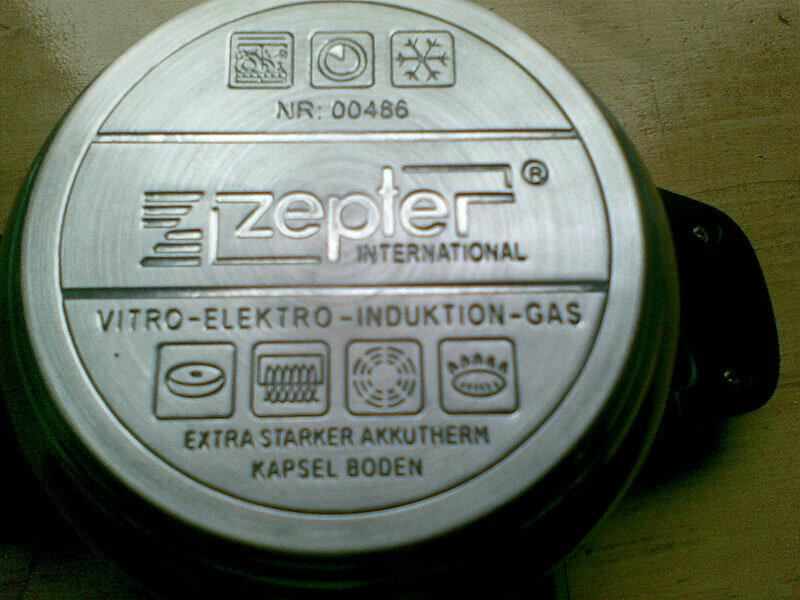 NR: 00486
zepter ®
INTERNATIONAL
VITRO-ELEKTRO-INDUKTION-GAS
EXTRA STARKER AKKUTHERM
KAPSEL BODEN